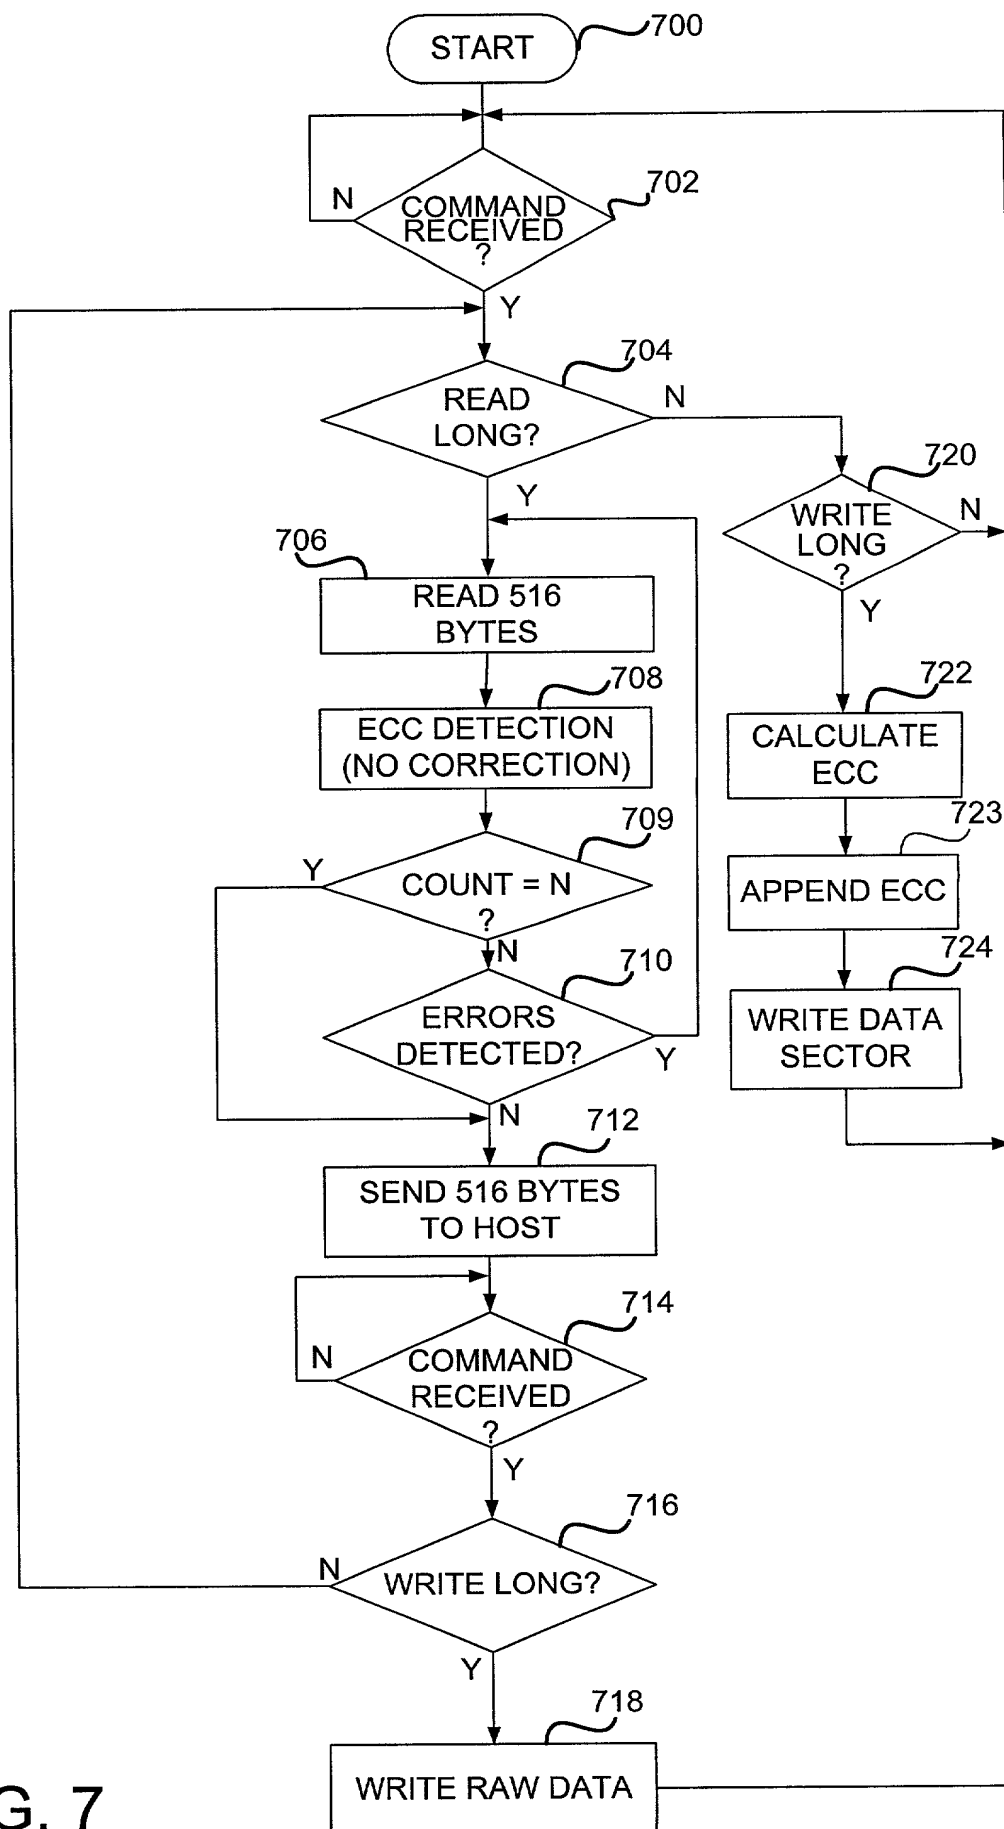 START
700
N
COMMAND
RECEIVED
?
702
Y
704
READ
LONG?
N
Y
720
WRITE
LONG
?
N
Y
706
READ 516
BYTES
708
ECC DETECTION
(NO CORRECTION)
722
CALCULATE
ECC
709
Y
COUNT = N
?
N
723
APPEND ECC
710
ERRORS
DETECTED?
Y
N
724
WRITE DATA
SECTOR
712
SEND 516 BYTES
TO HOST
714
N
COMMAND
RECEIVED
?
Y
716
N
WRITE LONG?
Y
718
WRITE RAW DATA
G. 7